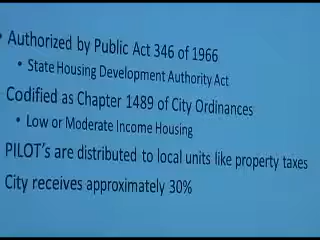 • Authorized by Public Act 346 of 1966
• State Housing Development Authority Act
Codified as Chapter 1489 of City Ordinances
• Low or Moderate Income Housing
PILOT's are distributed to local units like property taxes
City receives approximately 30%